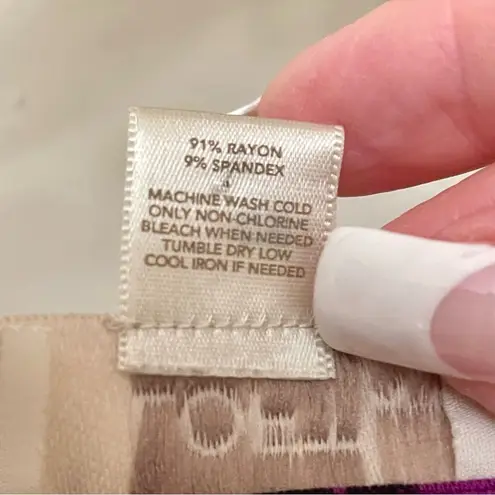 91% RAYON
9% SPANDEX
MACHINE WASH COLD
ONLY NON-CHLORINE
BLEACH WHEN NEEDED
TUMBLE DRY LOW
COOL IRON IF NEEDED